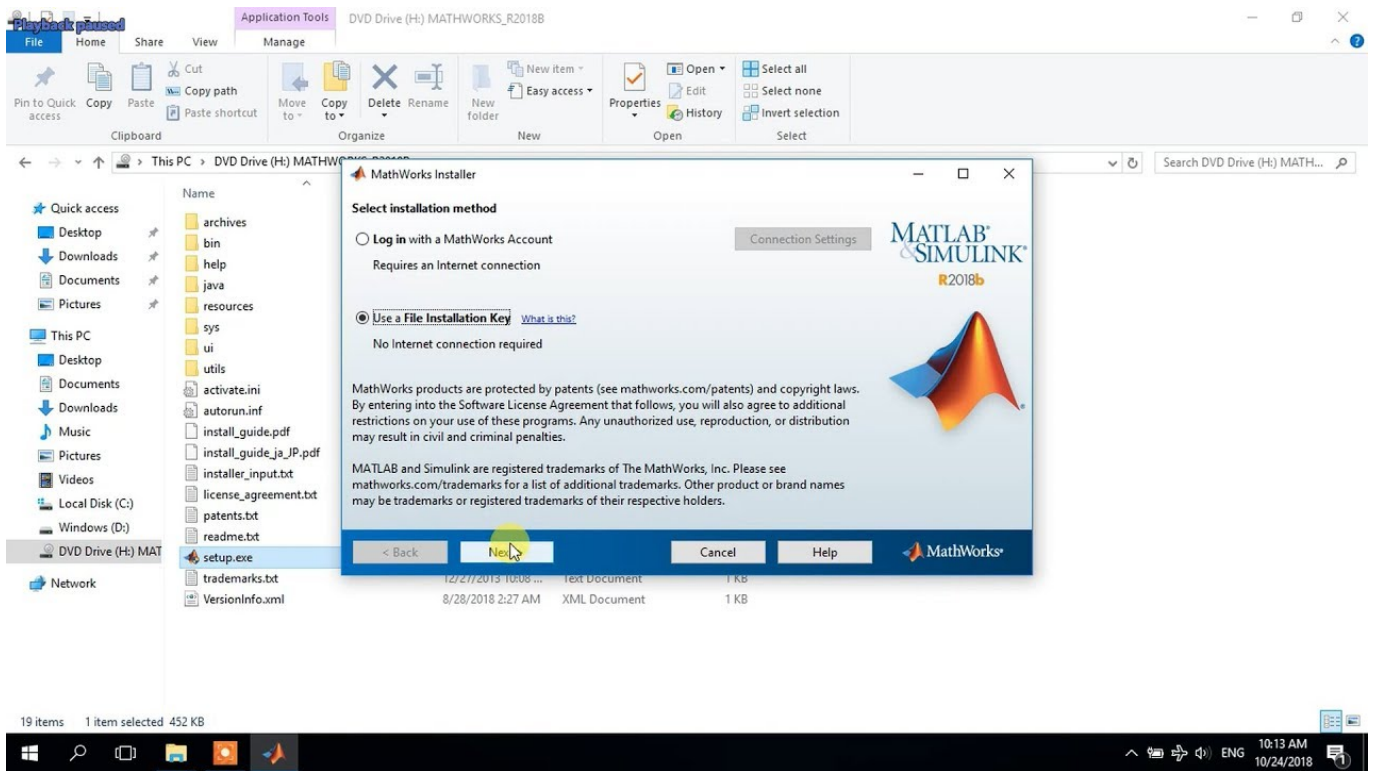 Playback paused
Application Tools
DVD Drive (H:) MATHWORKS_R2018B
File
Home
Share
View
Manage
Pin to Quick access
Copy
Paste
Cut
Copy path
Paste shortcut
Clipboard
Move to
Copy to
Delete
Rename
Organize
New folder
New item
Easy access
New
Properties
Open
Edit
History
Open
Select all
Select none
Invert selection
Select
This PC > DVD Drive (H:) MATHWORKS_R2018B
Search DVD Drive (H:) MATH...
Quick access
Desktop
Downloads
Documents
Pictures
This PC
Desktop
Documents
Downloads
Music
Pictures
Videos
Local Disk (C:)
Windows (D:)
DVD Drive (H:) MAT
Network
Name
archives
bin
help
java
resources
sys
ui
utils
activate.ini
autorun.inf
install_guide.pdf
install_guide_ja_JP.pdf
installer_input.txt
license_agreement.txt
patents.txt
readme.txt
setup.exe
trademarks.txt
12/27/2013 10:08 ... Text Document 1 KB
VersionInfo.xml
8/28/2018 2:27 AM XML Document 1 KB
MathWorks Installer
Select installation method
Log in with a MathWorks Account
Connection Settings
Requires an Internet connection
Use a File Installation Key What is this?
No Internet connection required
MathWorks products are protected by patents (see mathworks.com/patents) and copyright laws.
By entering into the Software License Agreement that follows, you will also agree to additional
restrictions on your use of these programs. Any unauthorized use, reproduction, or distribution
may result in civil and criminal penalties.
MATLAB and Simulink are registered trademarks of The MathWorks, Inc. Please see
mathworks.com/trademarks for a list of additional trademarks. Other product or brand names
may be trademarks or registered trademarks of their respective holders.
MATLAB®
&SIMULINK®
R2018b
< Back
Next >
Cancel
Help
MathWorks®
19 items 1 item selected 452 KB
ENG
10:13 AM
10/24/2018
1